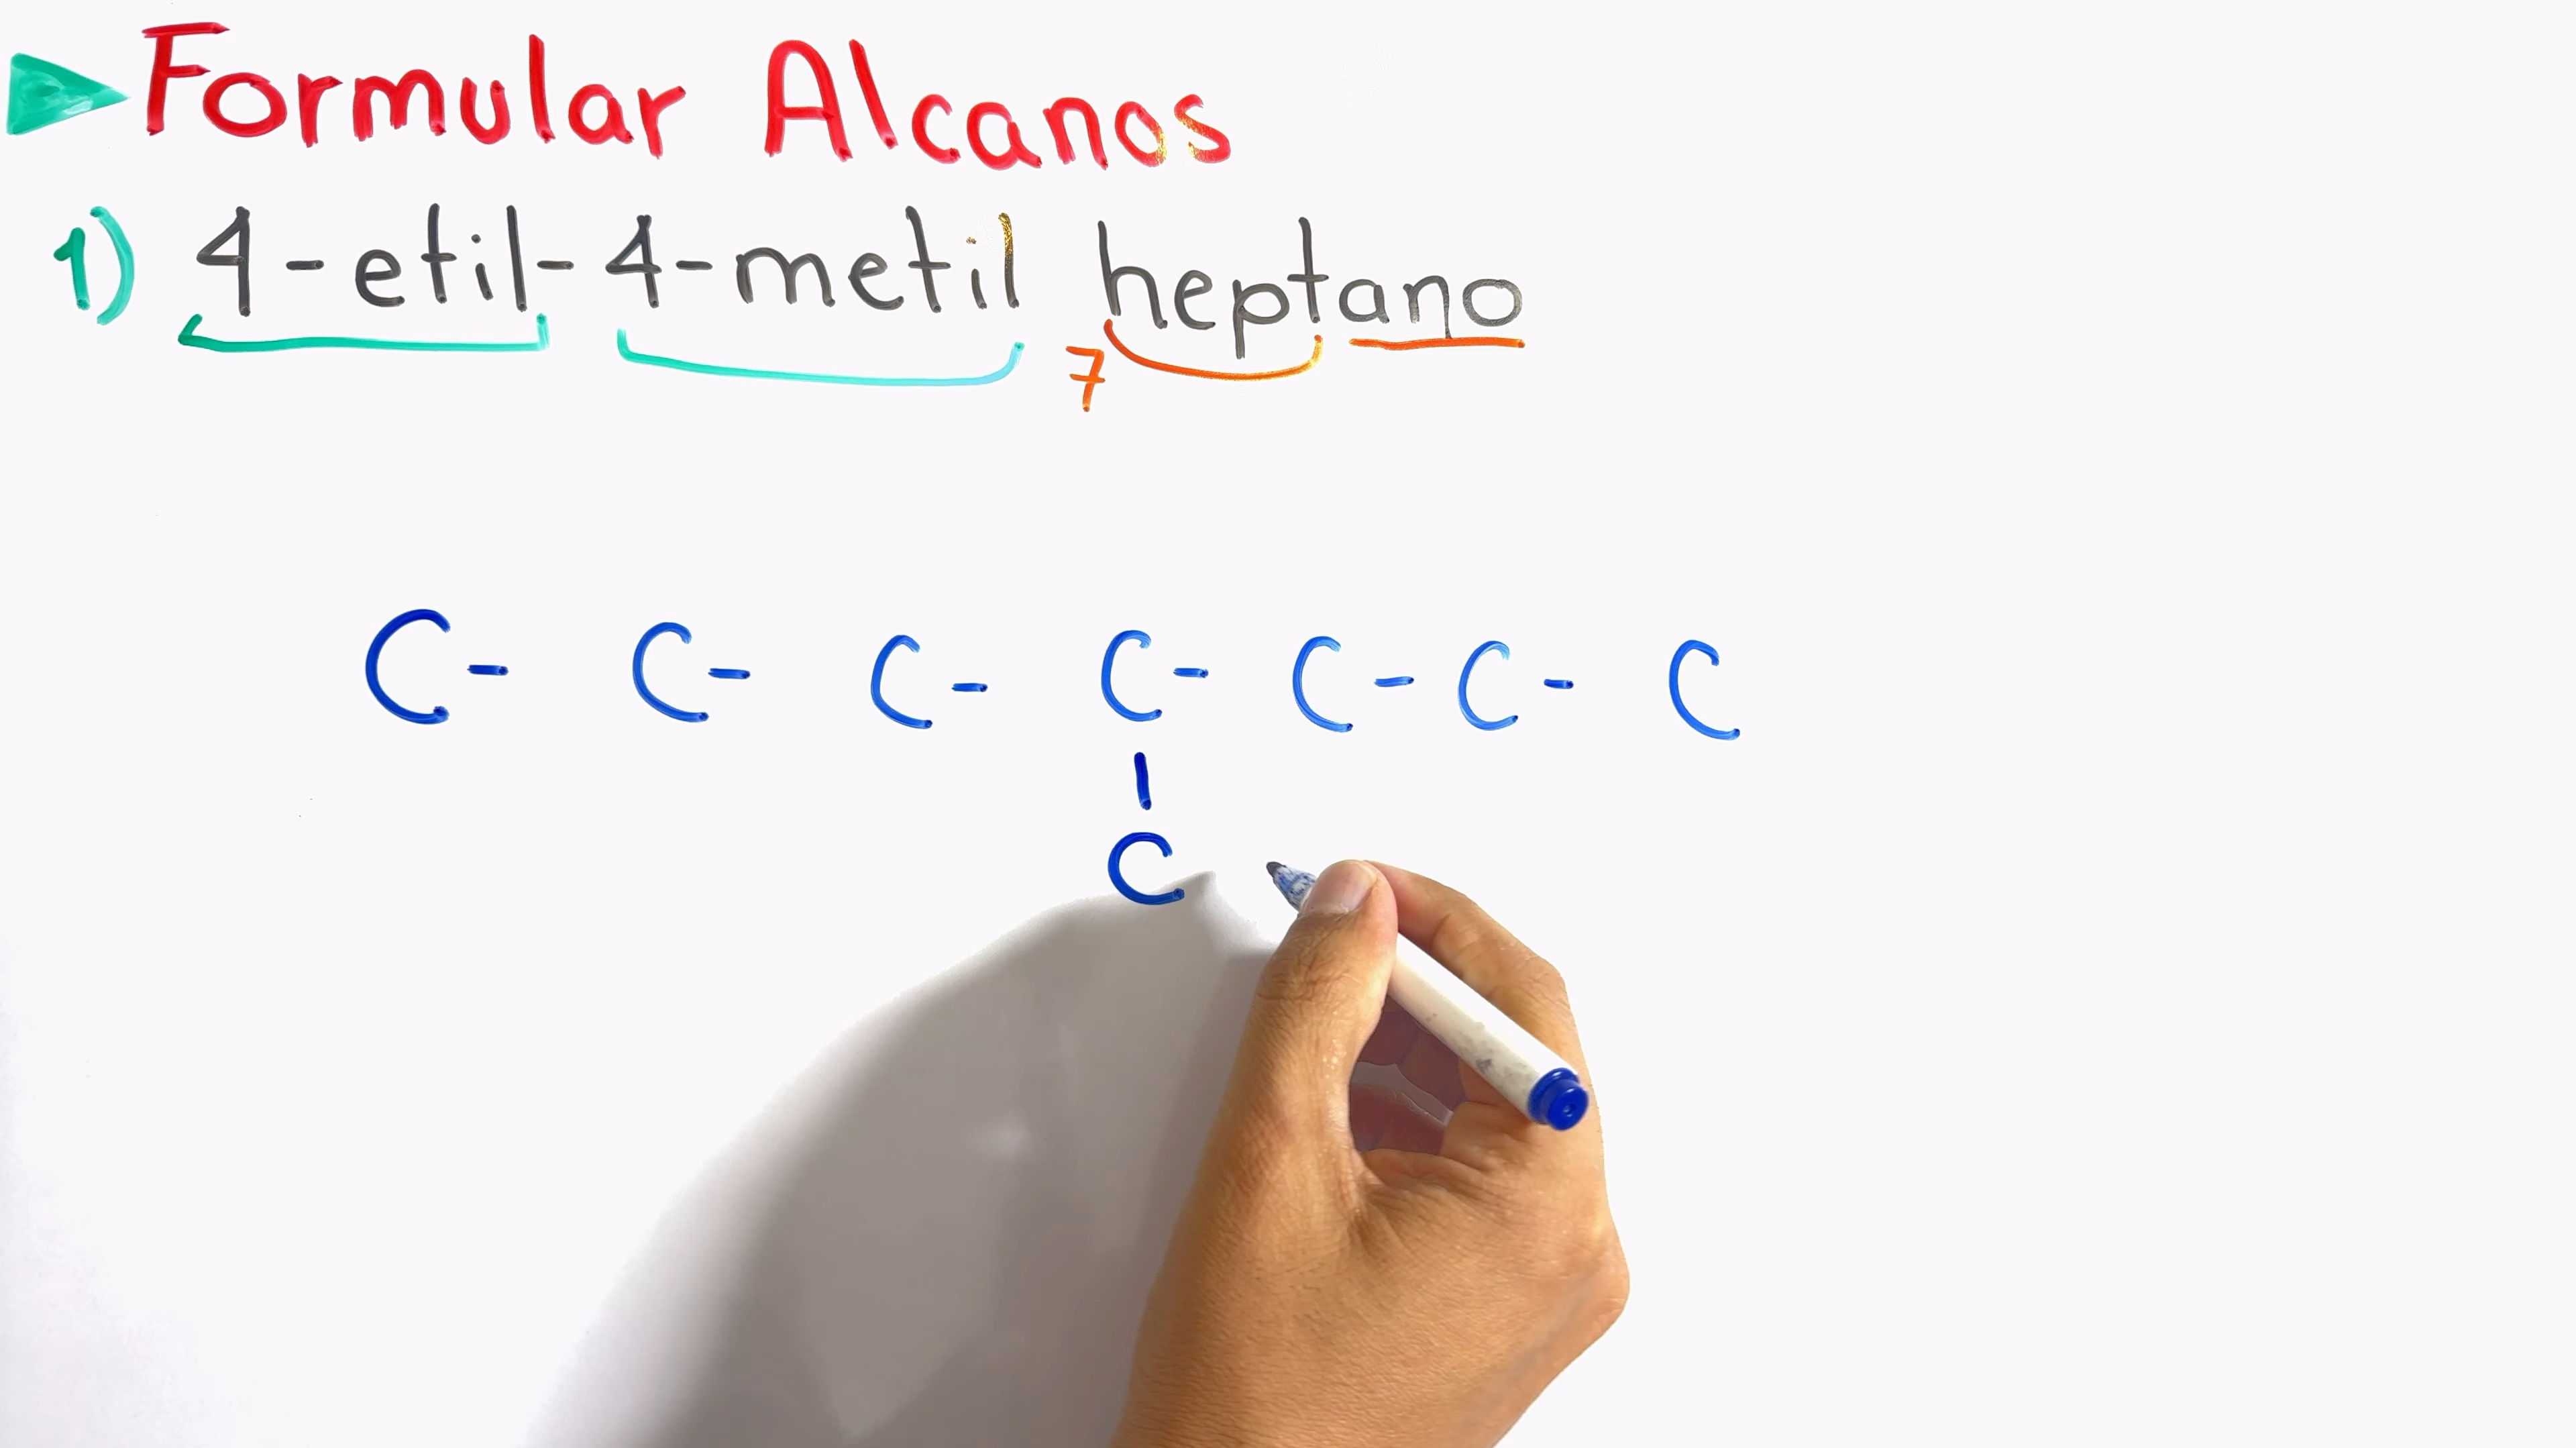 Formular Alcanos
1) 4-etil-4-metil heptano
7
C- C- C- C- C- C- C
|
C